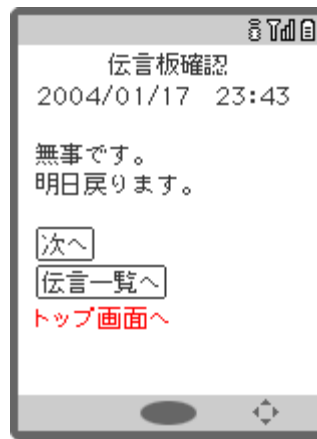 伝言板確認
2004/01/17 23:43
無事です。
明日戻ります。
次へ
伝言一覧へ
トップ画面へ